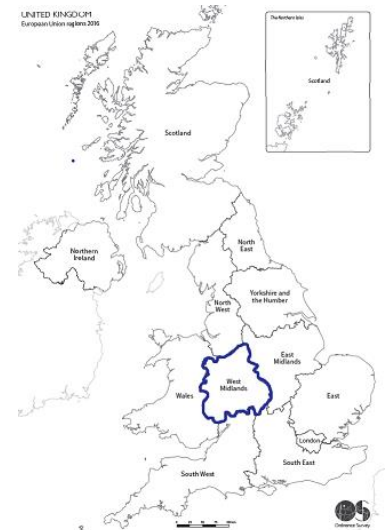 UNITED KINGDOM
European Union regions 2016
The Northern Isles
Scotland
Scotland
Northern
Ireland
North
East
North
West
Yorkshire and
the Humber
East
Midlands
West
Midlands
Wales
East
London
South East
South West
OS
Ordnance Survey